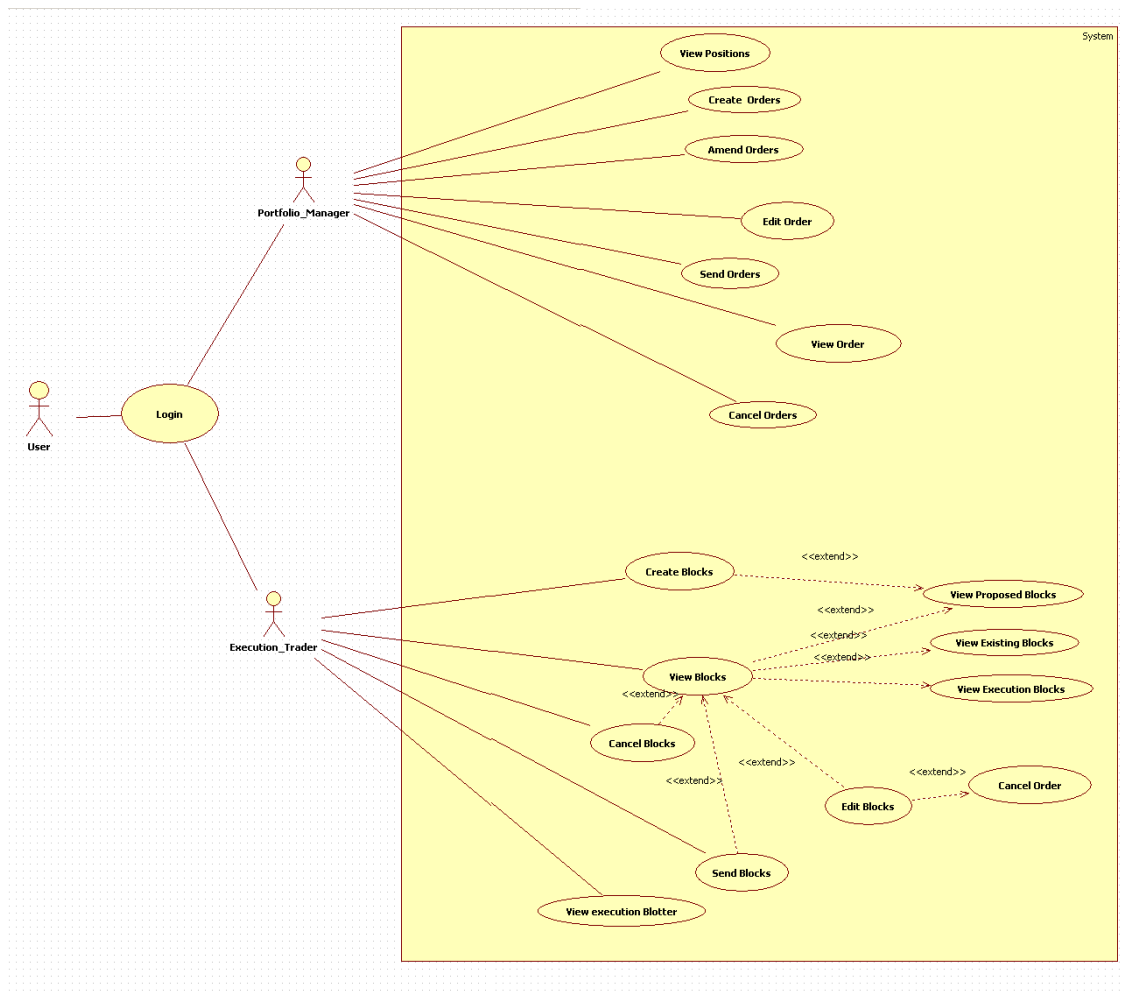 System
View Positions
Create  Orders
Amend Orders
Portfolio_Manager
Edit Order
Send Orders
View Order
Login
Cancel Orders
User
<<extend>>
Create Blocks
View Proposed Blocks
<<extend>>
Execution_Trader
<<extend>>
View Existing Blocks
<<extend>>
View Blocks
View Execution Blocks
<<extend>>
Cancel Blocks
<<extend>>
<<extend>>
<<extend>>
Cancel Order
Edit Blocks
Send Blocks
View execution Blotter